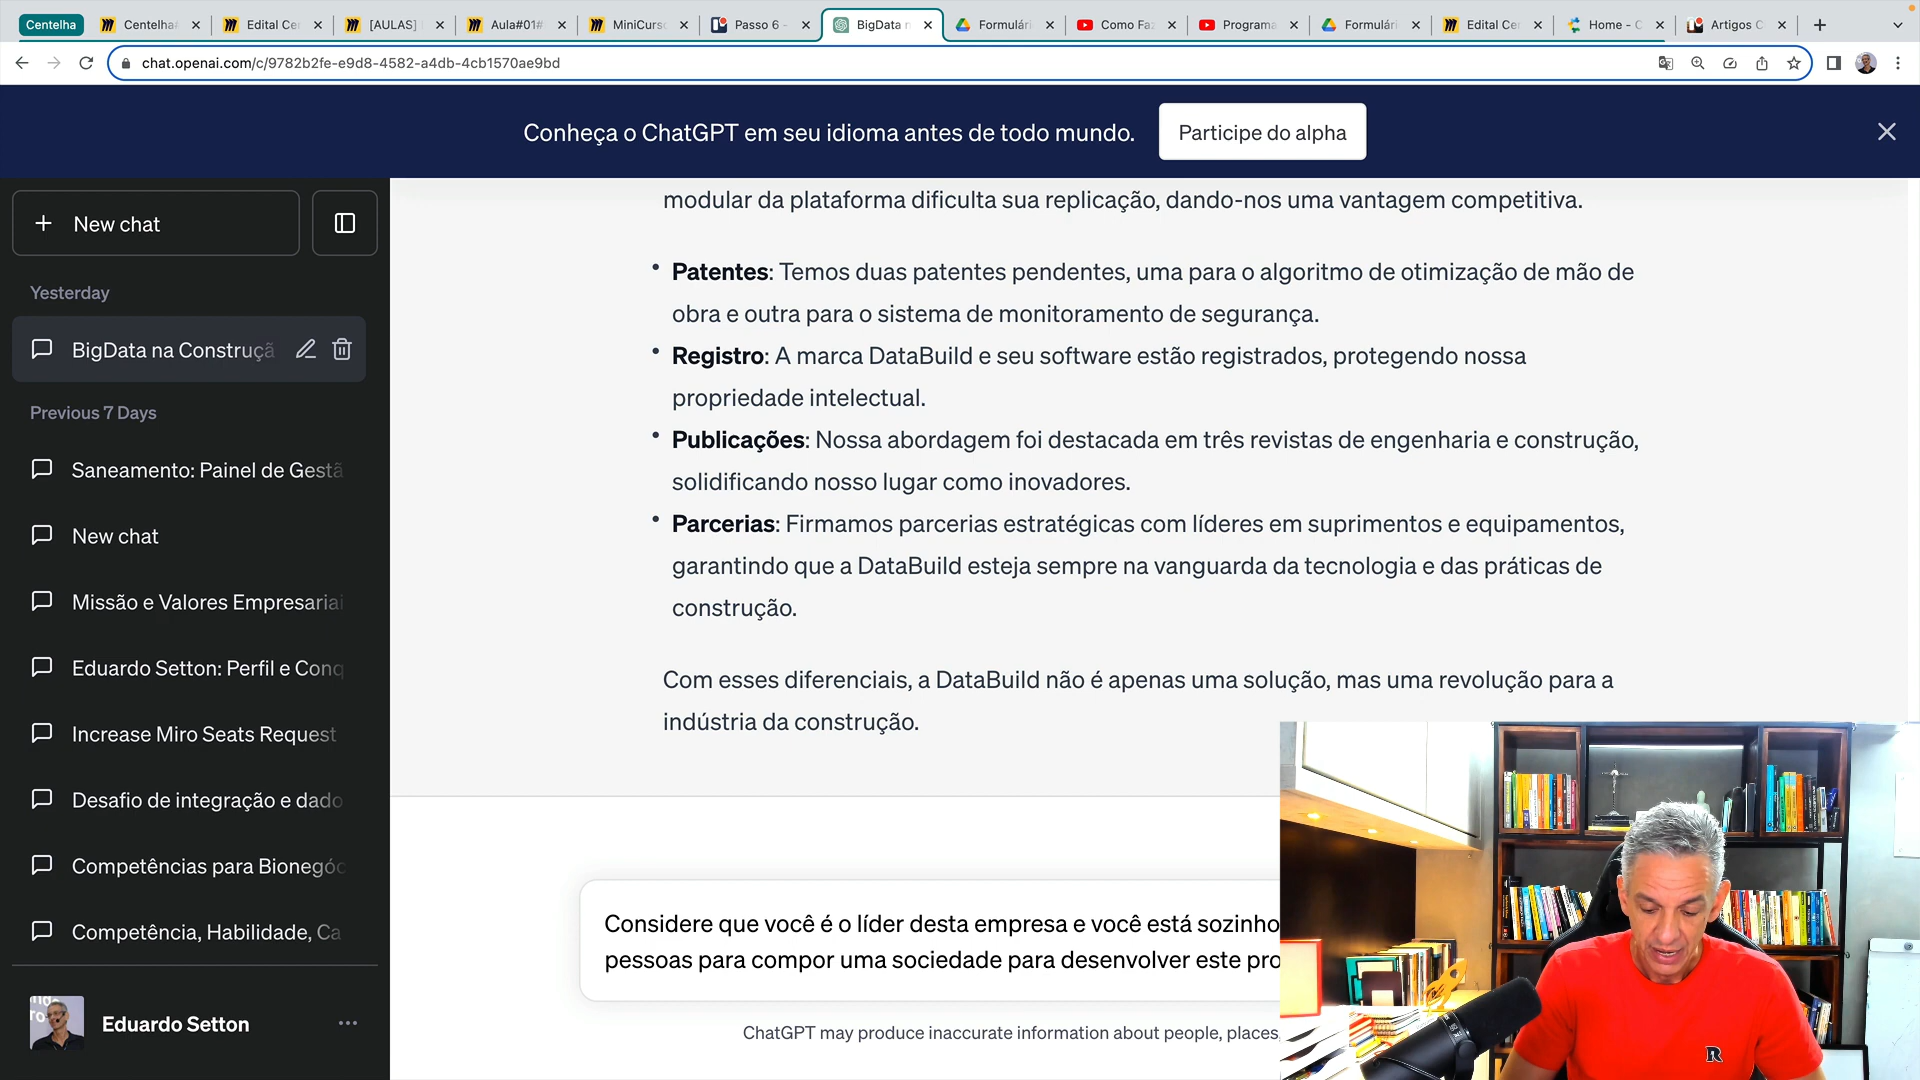 Centelha
Centelha
Edital Ce
[AULAS]
Aula#01#
MiniCurs
Passo 6 -
BigData n
Formulári
Como Faz
Programa
Formulári
Edital Ce
Home - C
Artigos C
chat.openai.com/c/9782b2fe-e9d8-4582-a4db-4cb1570ae9bd
Conheça o ChatGPT em seu idioma antes de todo mundo.
Participe do alpha
New chat
Yesterday
BigData na Construçã
Previous 7 Days
Saneamento: Painel de Gestã
New chat
Missão e Valores Empresariai
Eduardo Setton: Perfil e Conq
Increase Miro Seats Request
Desafio de integração e dado
Competências para Bionegóc
Competência, Habilidade, Ca
Eduardo Setton
modular da plataforma dificulta sua replicação, dando-nos uma vantagem competitiva.
• Patentes: Temos duas patentes pendentes, uma para o algoritmo de otimização de mão de
obra e outra para o sistema de monitoramento de segurança.
• Registro: A marca DataBuild e seu software estão registrados, protegendo nossa
propriedade intelectual.
• Publicações: Nossa abordagem foi destacada em três revistas de engenharia e construção,
solidificando nosso lugar como inovadores.
• Parcerias: Firmamos parcerias estratégicas com líderes em suprimentos e equipamentos,
garantindo que a DataBuild esteja sempre na vanguarda da tecnologia e das práticas de
construção.
Com esses diferenciais, a DataBuild não é apenas uma solução, mas uma revolução para a
indústria da construção.
Considere que você é o líder desta empresa e você está sozinho
pessoas para compor uma sociedade para desenvolver este pro
ChatGPT may produce inaccurate information about people, places,
R